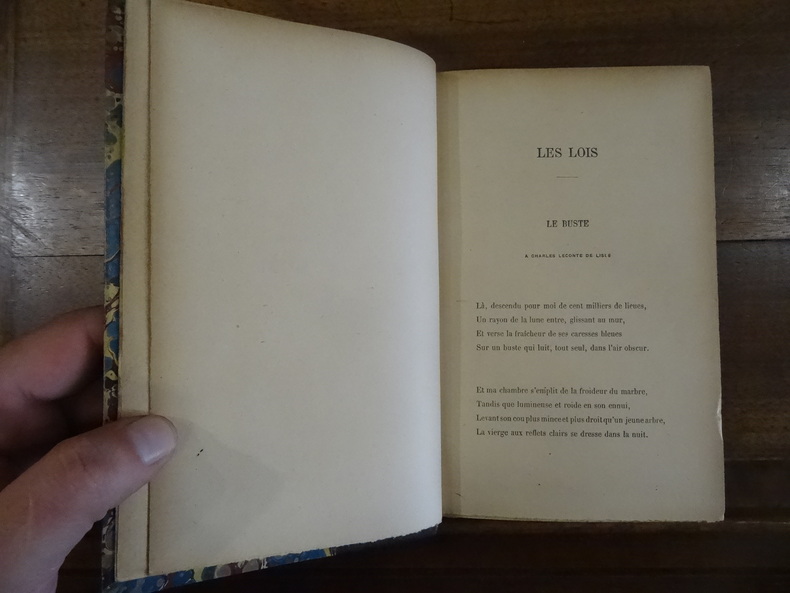 LES LOIS
LE BUSTE
A CHARLES LECONTE DE LISLE
Là, descendu pour moi de cent milliers de lieues,
Un rayon de la lune entre, glissant au mur,
Et verse la fraîcheur de ses caresses bleues
Sur un buste qui luit, tout seul, dans l'air obscur.
Et ma chambre s'emplit de la froideur du marbre,
Tandis que lumineuse et roide en son ennui,
Levant son cou plus mince et plus droit qu'un jeune arbre,
La vierge aux reflets clairs se dresse dans la nuit.